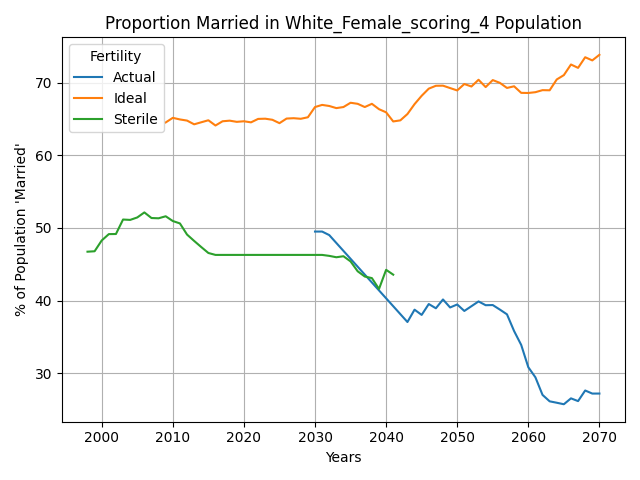 Proportion Married in White_Female_scoring_4 Population
Fertility
Actual
Ideal
Sterile
% of Population 'Married'
70
60
50
40
30
2000
2010
2020
2030
2040
2050
2060
2070
Years